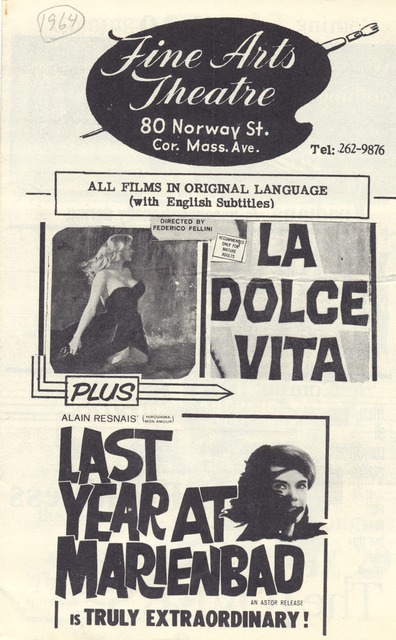 1964
Fine Arts
Theatre
80 Norway St.
Cor. Mass. Ave.
Tel: 262-9876
ALL FILMS IN ORIGINAL LANGUAGE
(with English Subtitles)
DIRECTED BY
FEDERICO FELLINI
RECOMMENDED
ONLY FOR
MATURE
ADULTS
LA
DOLCE
VITA
PLUS
ALAIN RESNAIS' (HIROSHIMA,
MON AMOUR)
LAST
YEAR AT
MARIENBAD
AN ASTOR RELEASE
IS TRULY EXTRAORDINARY!